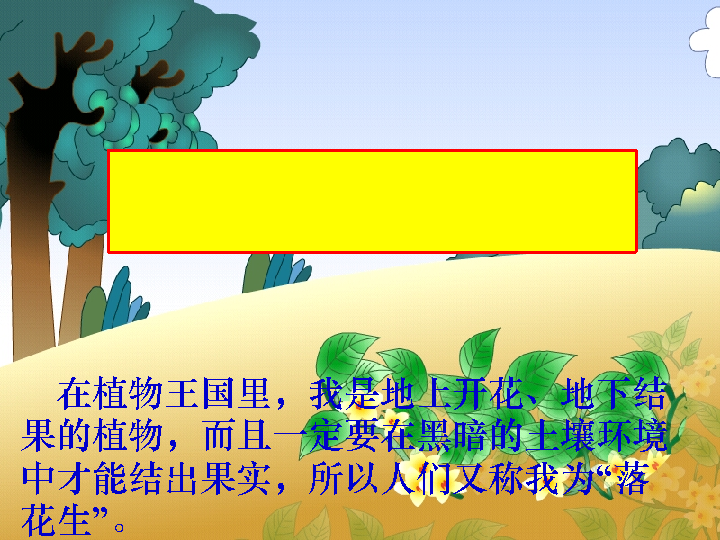 在植物王国里，我是地上开花、地下结
果的植物，而且一定要在黑暗的土壤环境
中才能结出果实，所以人们又称我为“落
花生”。